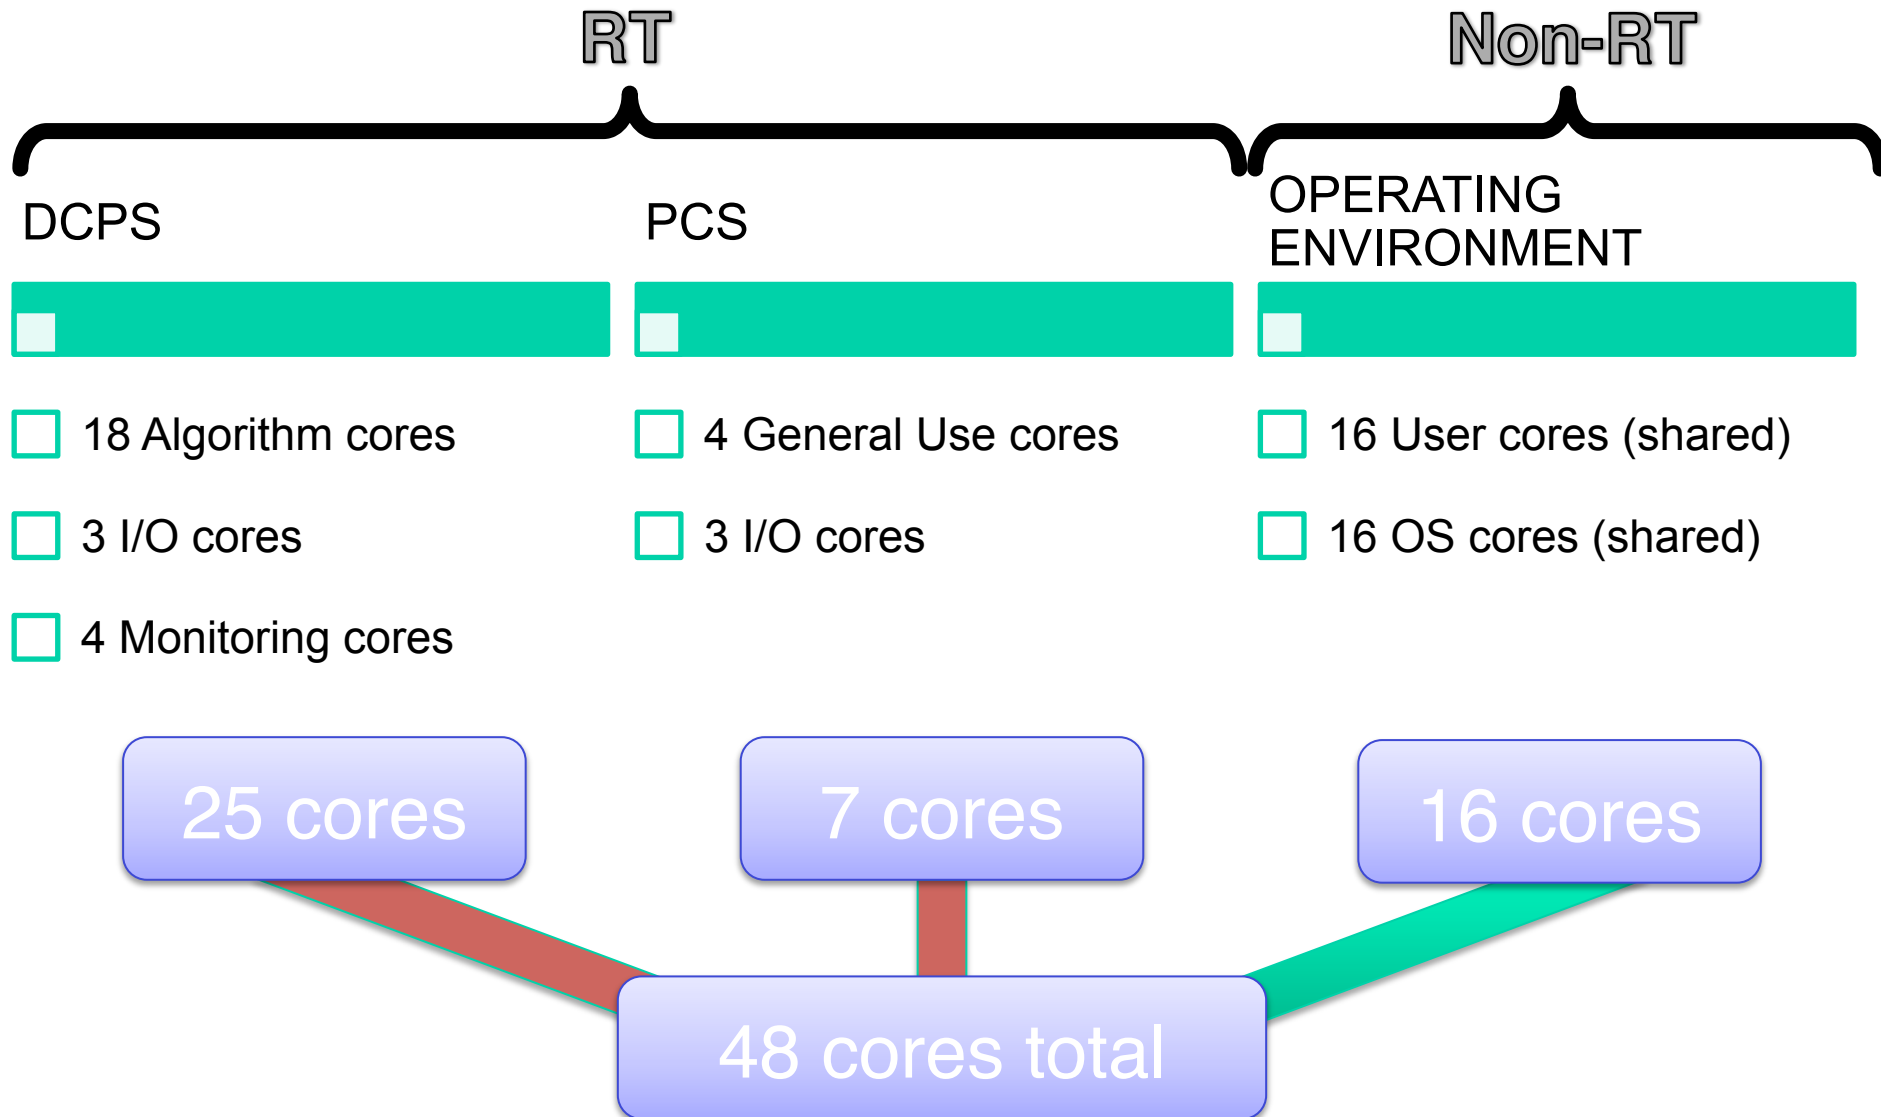 RT
Non-RT
DCPS
PCS
OPERATING
ENVIRONMENT
18 Algorithm cores
3 I/O cores
4 Monitoring cores
4 General Use cores
3 I/O cores
16 User cores (shared)
16 OS cores (shared)
25 cores
7 cores
16 cores
48 cores total